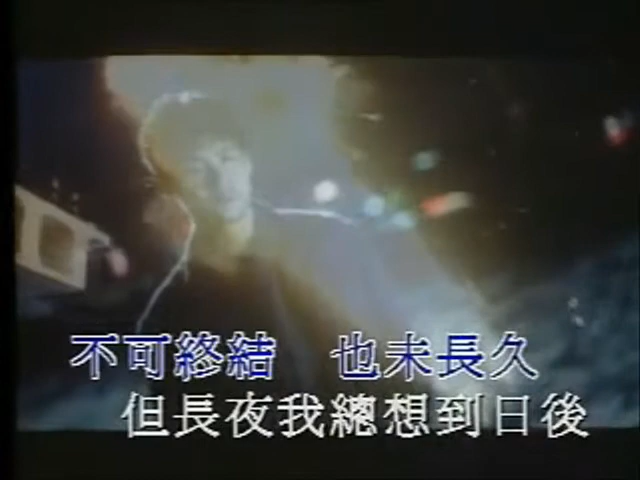 不可終結　也未長久
但長夜我總想到日後